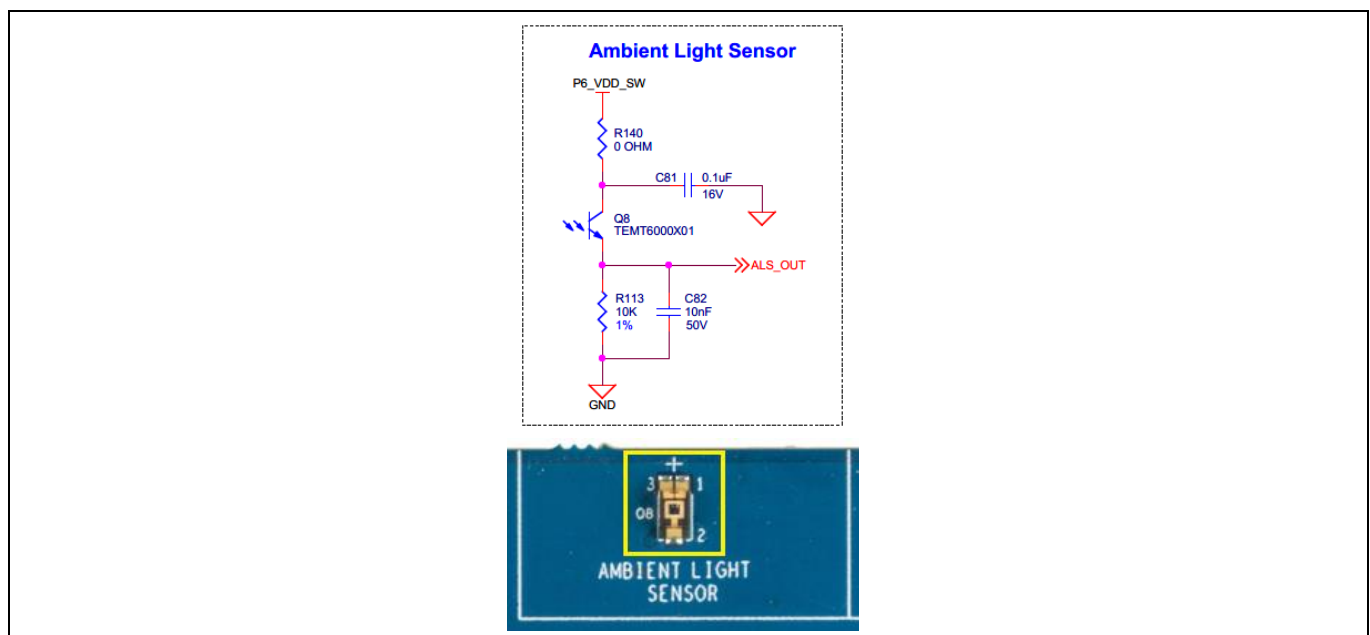 Ambient Light Sensor
P6_VDD_SW
R140
0 OHM
C81
0.1uF
16V
Q8
TEMT6000X01
ALS_OUT
R113
10K
1%
C82
10nF
50V
GND
3
1
Q8
2
AMBIENT LIGHT
SENSOR